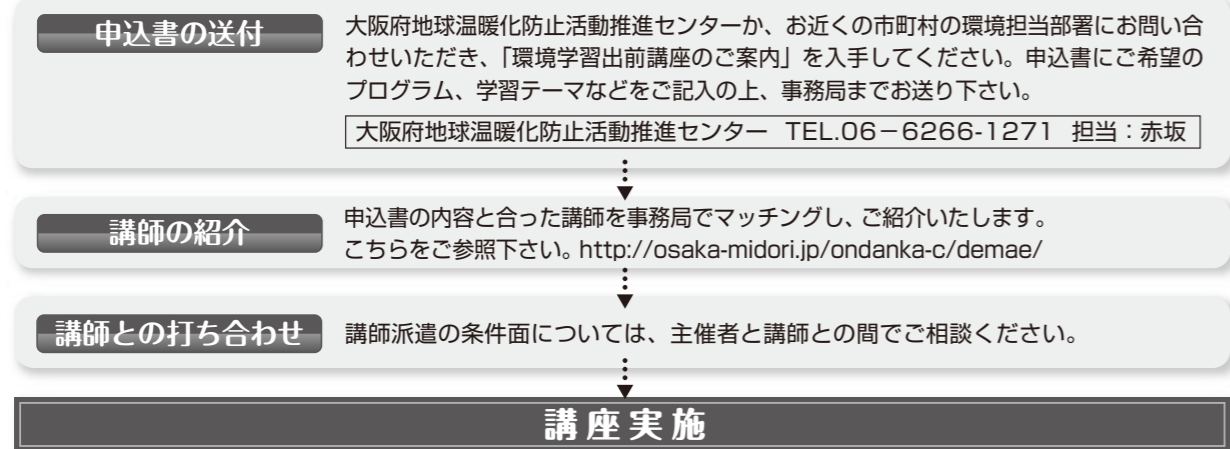 申込書の送付
大阪府地球温暖化防止活動推進センターか、お近くの市町村の環境担当部署にお問い合
わせいただき、「環境学習出前講座のご案内」を入手してください。申込書にご希望の
プログラム、学習テーマなどをご記入の上、事務局までお送り下さい。
大阪府地球温暖化防止活動推進センター TEL.06－6266-1271 担当：赤坂
講師の紹介
申込書の内容と合った講師を事務局でマッチングし、ご紹介いたします。
こちらをご参照下さい。http://osaka-midori.jp/ondanka-c/demae/
講師との打ち合わせ
講師派遣の条件面については、主催者と講師との間でご相談ください。
講座実施